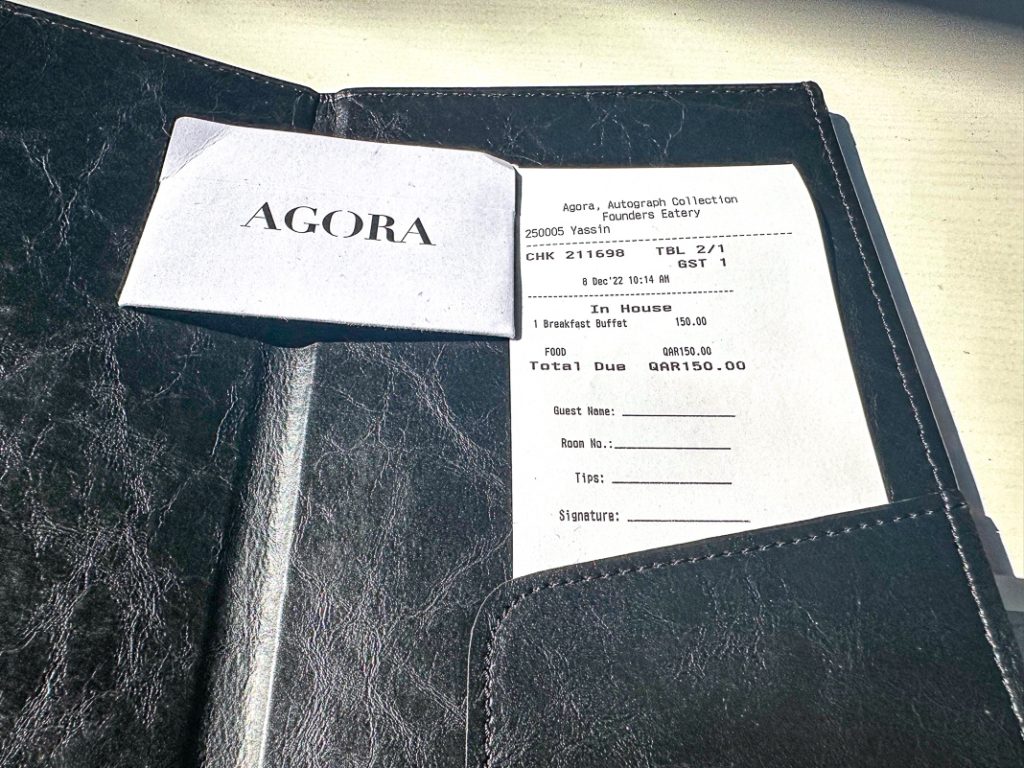 AGORA
Agora, Autograph Collection
Founders Eatery
250005 Yassin
CHK 211698 TBL 2/1
GST 1
8 Dec'22 10:14 AM
In House
1 Breakfast Buffet 150.00
FOOD QAR150.00
Total Due QAR150.00
Guest Name:
Room No.:
Tips:
Signature: